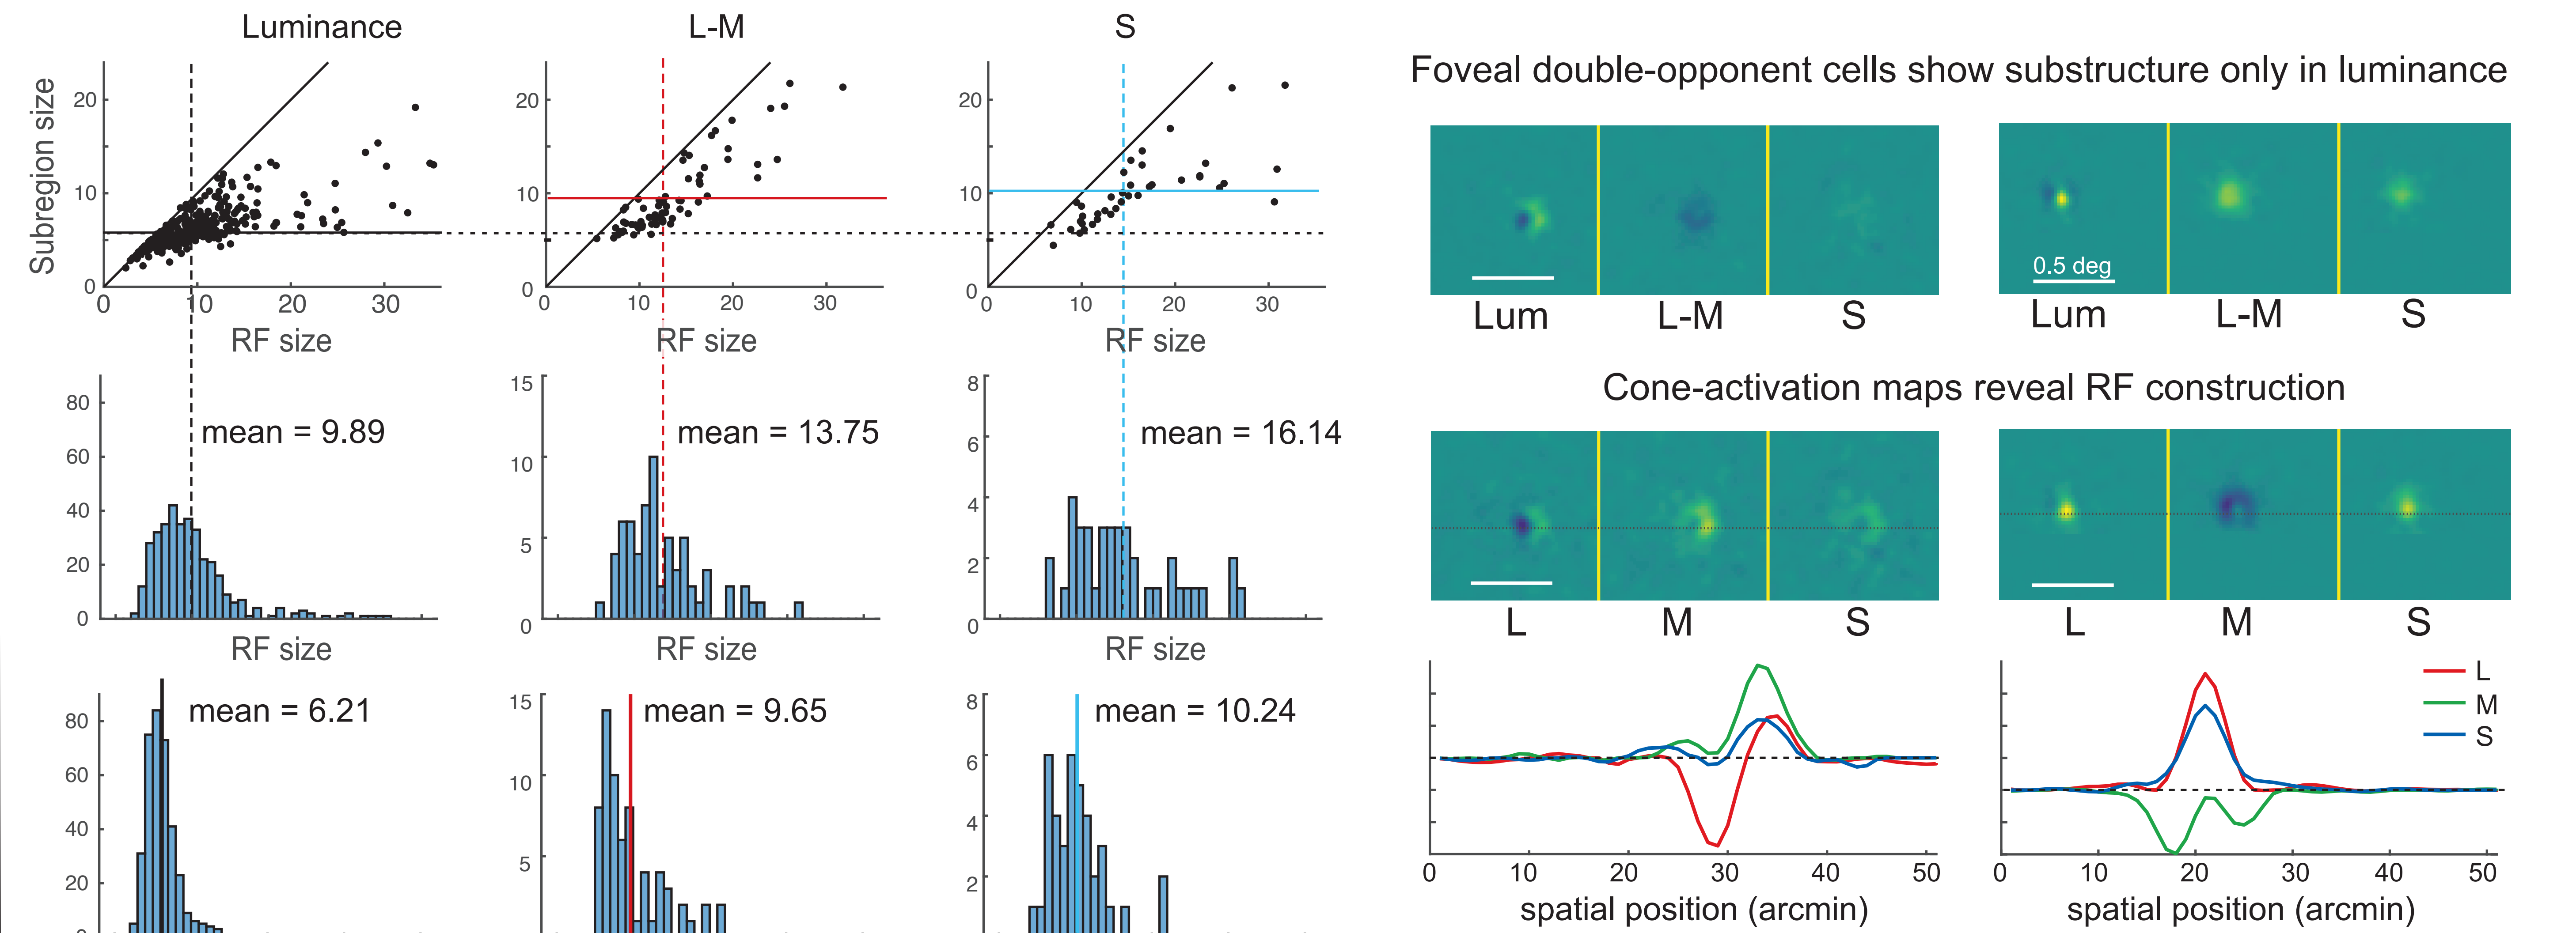 Luminance
L-M
S
Subregion size
20
10
0
0
10
20
30
RF size
20
10
0
0
10
20
30
RF size
20
10
0
0
10
20
30
RF size
80
60
40
20
0
mean = 9.89
RF size
15
10
5
0
mean = 13.75
RF size
8
6
4
2
0
mean = 16.14
RF size
80
60
40
20
mean = 6.21
15
10
5
mean = 9.65
8
6
4
2
mean = 10.24
Foveal double-opponent cells show substructure only in luminance
Lum
L-M
S
0.5 deg
Lum
L-M
S
Cone-activation maps reveal RF construction
L
M
S
L
M
S
0
10
20
30
40
50
spatial position (arcmin)
L
M
S
0
10
20
30
40
50
spatial position (arcmin)